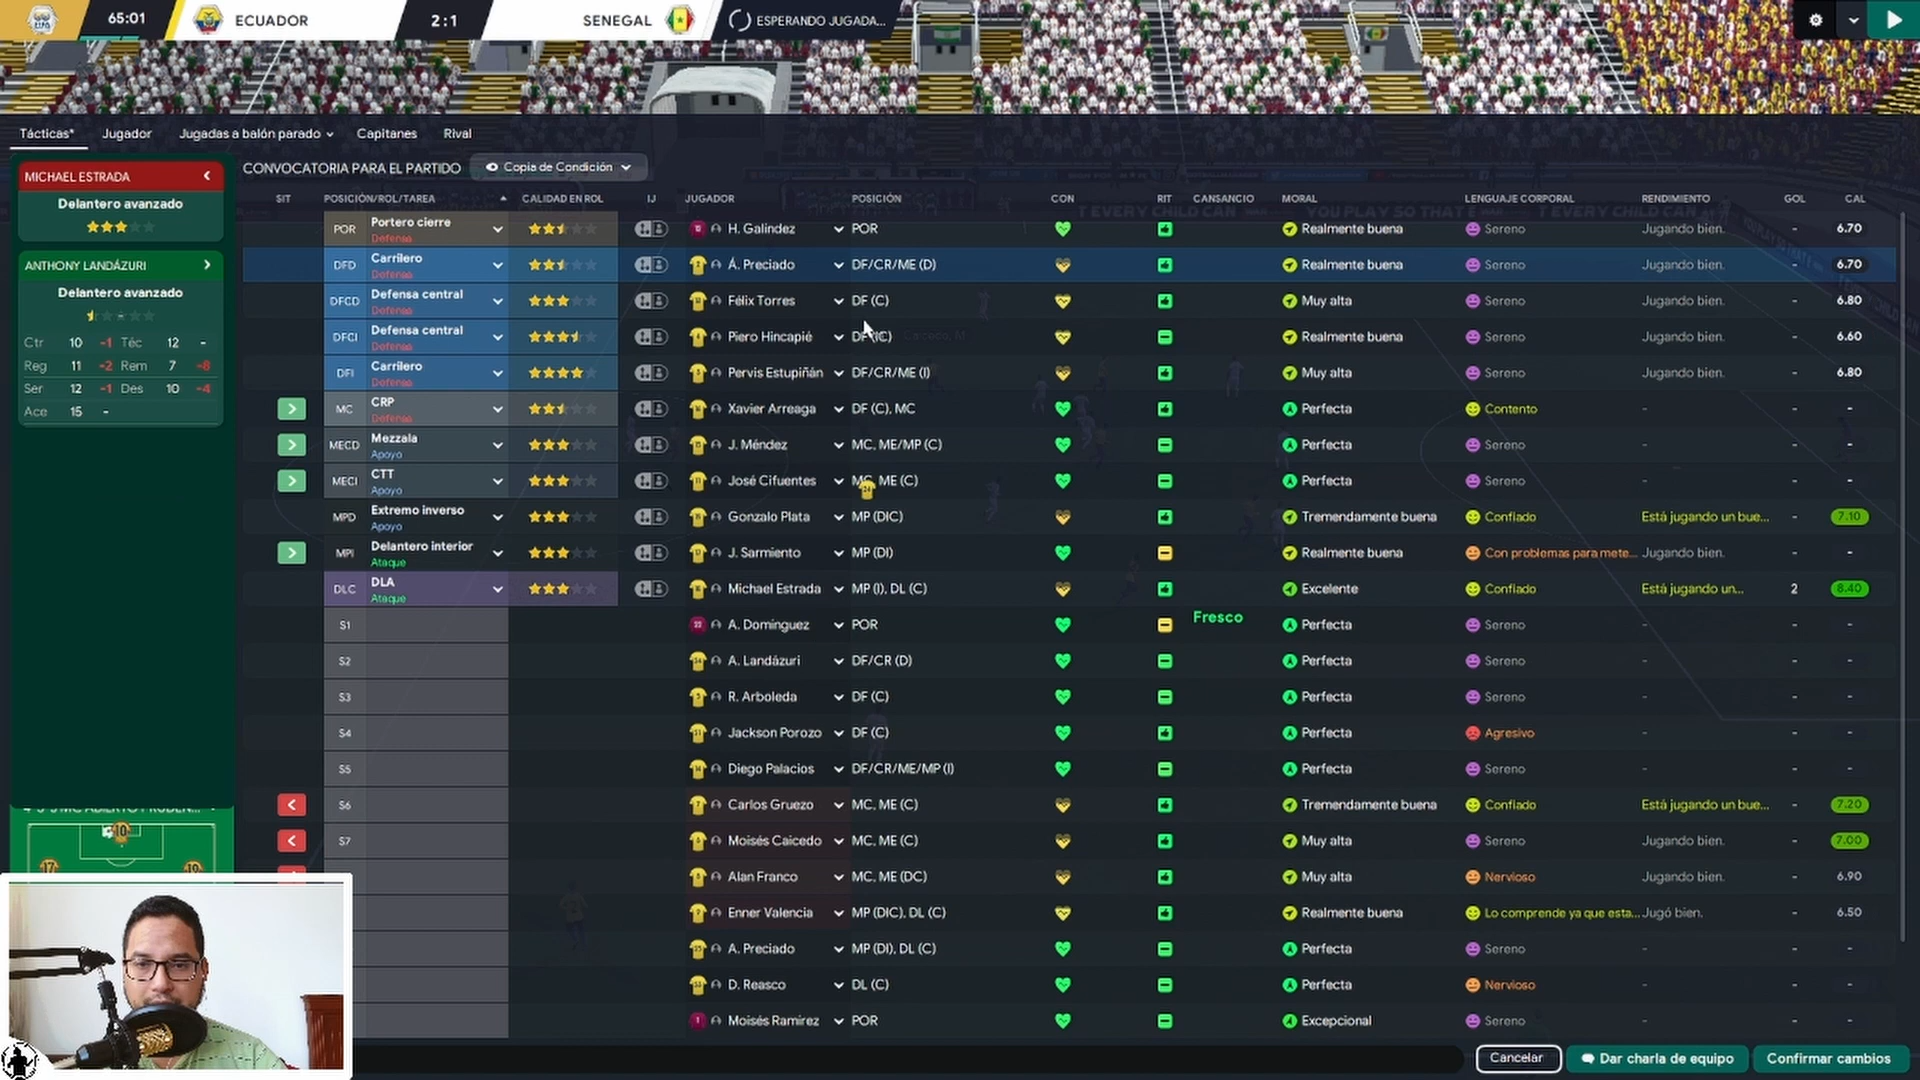 65:01
ECUADOR
2:1
SENEGAL
ESPERANDO JUGADA...
Tácticas*
Jugador
Jugadas a balón parado
Capitanes
Rival
MICHAEL ESTRADA
Delantero avanzado
ANTHONY LANDÁZURI
Delantero avanzado
Ctr 10 -1 Téc 12 -
Reg 11 -2 Rem 7 -8
Ser 12 -1 Des 10 -4
Ace 15 -
CONVOCATORIA PARA EL PARTIDO
Copia de Condición
SIT POSICIÓN/ROL/TAREA CALIDAD EN ROL IJ JUGADOR POSICIÓN CON RIT CANSANCIO MORAL LENGUAJE CORPORAL RENDIMIENTO GOL CAL
POR Portero cierre Defensa H. Galíndez POR Realmente buena Sereno Jugando bien. - 6.70
DFD Carrilero Defensa Á. Preciado DF/CR/ME (D) Realmente buena Sereno Jugando bien. - 6.70
DFCD Defensa central Defensa Félix Torres DF (C) Muy alta Sereno Jugando bien. - 6.80
DFCI Defensa central Defensa Piero Hincapié DF (C) Realmente buena Sereno Jugando bien. - 6.60
DFI Carrilero Defensa Pervis Estupiñán DF/CR/ME (I) Muy alta Sereno Jugando bien. - 6.80
MC CRP Defensa Xavier Arreaga DF (C), MC Perfecta Contento - - -
MECD Mezzala Apoyo J. Méndez MC, ME/MP (C) Perfecta Sereno - - -
MECI CTT Apoyo José Cifuentes MC, ME (C) Perfecta Sereno - - -
MPD Extremo inverso Apoyo Gonzalo Plata MP (DIC) Tremendamente buena Confiado Está jugando un bue... - 7.10
MPI Delantero interior Ataque J. Sarmiento MP (DI) Realmente buena Con problemas para mete... Jugando bien. - -
DLC DLA Ataque Michael Estrada MP (I), DL (C) Excelente Confiado Está jugando un... 2 8.40
S1 A. Domínguez POR Fresco Perfecta Sereno - - -
S2 A. Landázuri DF/CR (D) Perfecta Sereno - - -
S3 R. Arboleda DF (C) Perfecta Sereno - - -
S4 Jackson Porozo DF (C) Perfecta Agresivo - - -
S5 Diego Palacios DF/CR/ME/MP (I) Perfecta Sereno - - -
S6 Carlos Gruezo MC, ME (C) Tremendamente buena Confiado Está jugando un bue... - 7.20
S7 Moisés Caicedo MC, ME (C) Muy alta Sereno Jugando bien. - 7.00
Alan Franco MC, ME (DC) Muy alta Nervioso Jugando bien. - 6.90
Enner Valencia MP (DIC), DL (C) Realmente buena Lo comprende ya que esta... Jugó bien. - 6.50
A. Preciado MP (DI), DL (C) Perfecta Sereno - - -
D. Reasco DL (C) Perfecta Nervioso - - -
Moisés Ramírez POR Excepcional Sereno - - -
10
17
Cancelar
Dar charla de equipo
Confirmar cambios